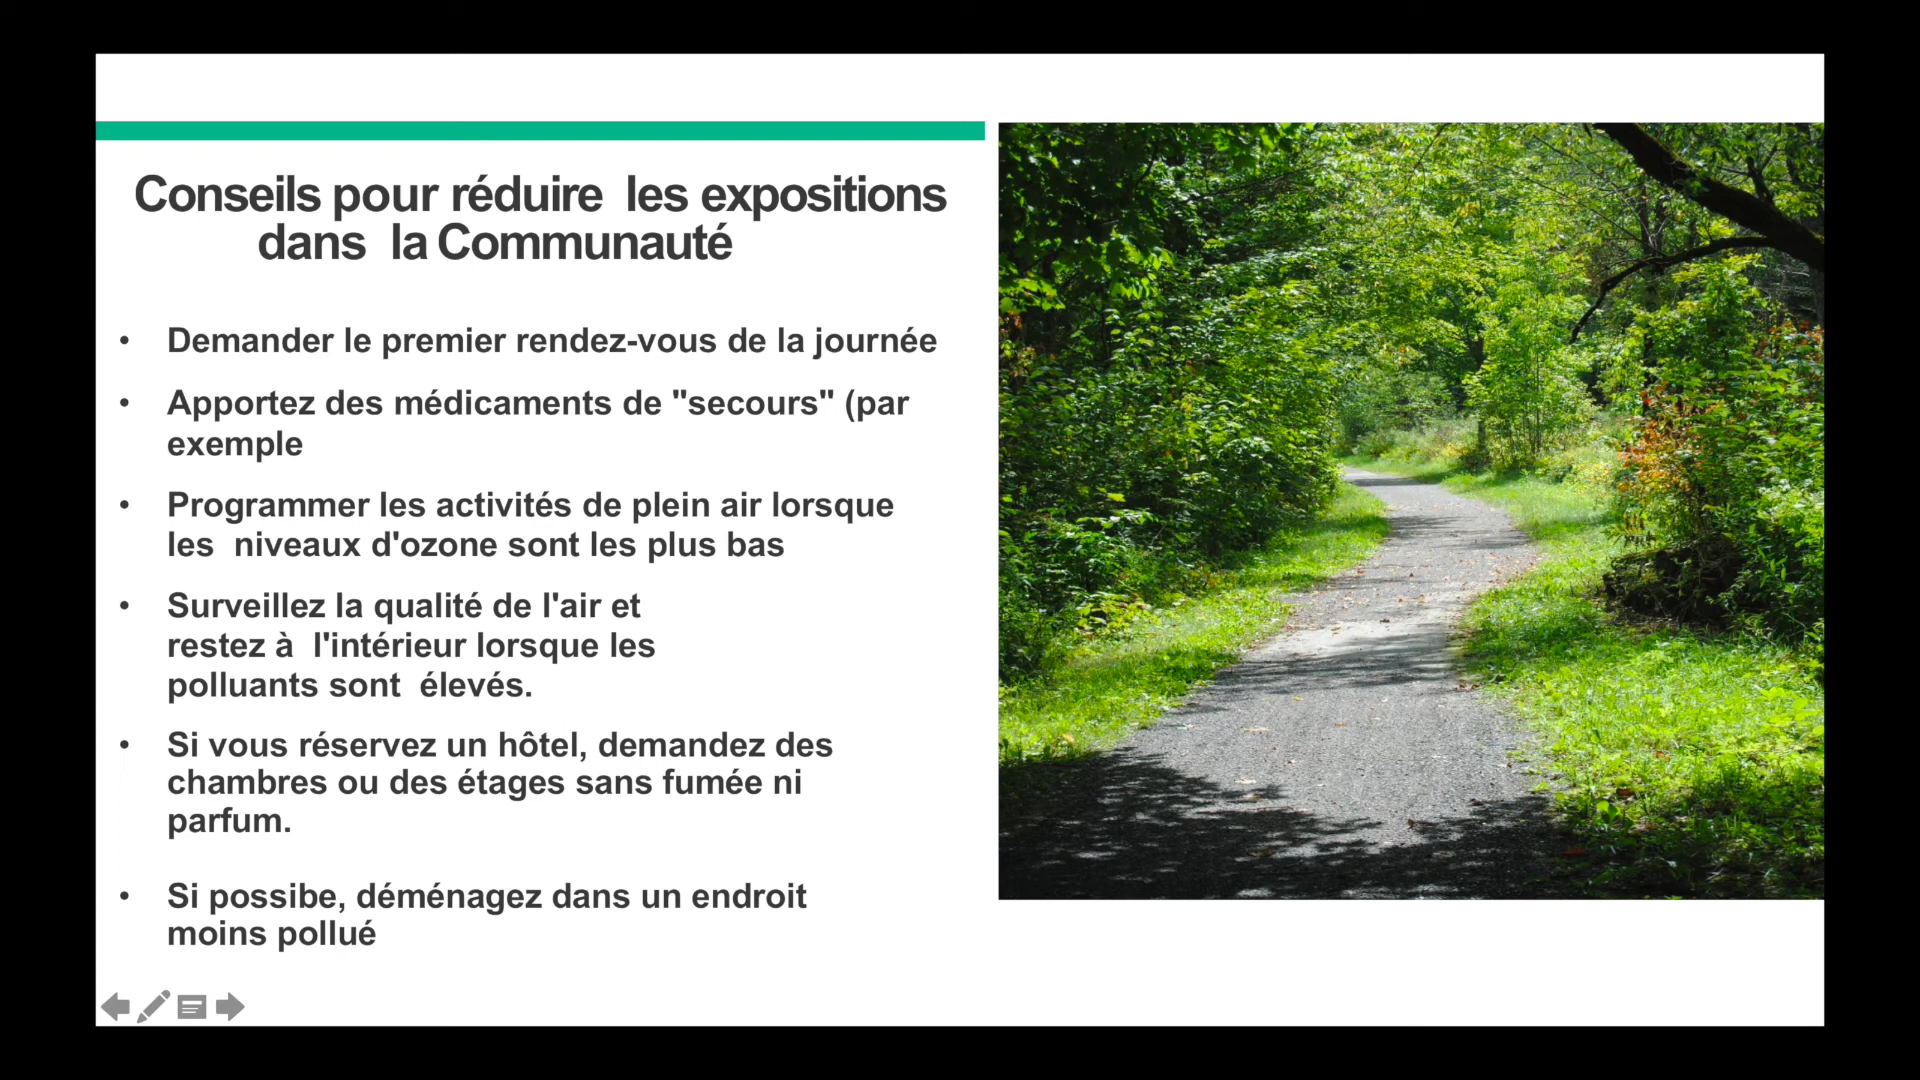 Conseils pour réduire les expositions
dans la Communauté
• Demander le premier rendez-vous de la journée
• Apportez des médicaments de "secours" (par
exemple
• Programmer les activités de plein air lorsque
les niveaux d'ozone sont les plus bas
• Surveillez la qualité de l'air et
restez à l'intérieur lorsque les
polluants sont élevés.
• Si vous réservez un hôtel, demandez des
chambres ou des étages sans fumée ni
parfum.
• Si possibe, déménagez dans un endroit
moins pollué